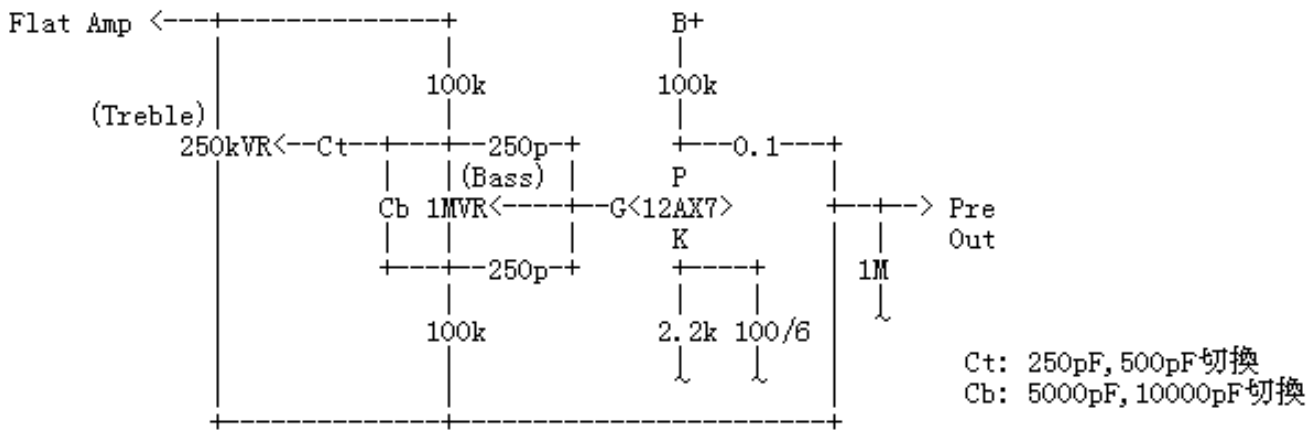 Flat Amp <---+--------------+ B+
100k 100k
(Treble)
250kVR<--Ct--+---+--250p-+ +---0.1---+
(Bass) P
Cb 1MVR<-----+--G<12AX7> +--+--> Pre
K Out
+---+--250p-+ +----+ 1M
100k 2.2k 100/6
Ct: 250pF,500pF切換
Cb: 5000pF,10000pF切換